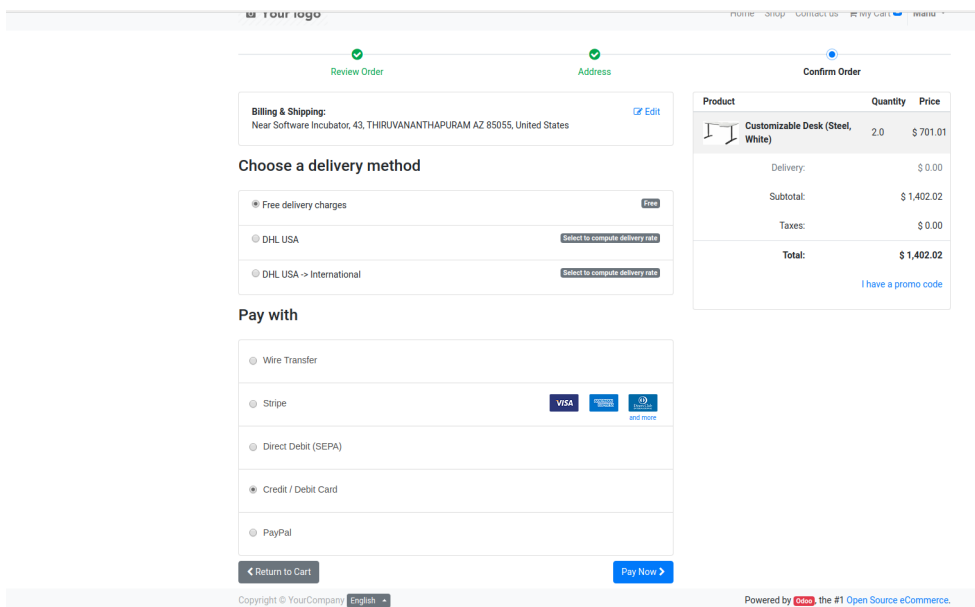 Your logo
Home Shop Contact us My Cart Manu
Review Order
Address
Confirm Order
Billing & Shipping:
Edit
Near Software Incubator, 43, THIRUVANANTHAPURAM AZ 85055, United States
Choose a delivery method
Free delivery charges Free
DHL USA Select to compute delivery rate
DHL USA -> International Select to compute delivery rate
Pay with
Wire Transfer
Stripe VISA
and more
Direct Debit (SEPA)
Credit / Debit Card
PayPal
Return to Cart Pay Now
Product Quantity Price
Customizable Desk (Steel,
White) 2.0 $ 701.01
Delivery: $ 0.00
Subtotal: $ 1,402.02
Taxes: $ 0.00
Total: $ 1,402.02
I have a promo code
Copyright © YourCompany English
Powered by Odoo, the #1 Open Source eCommerce.